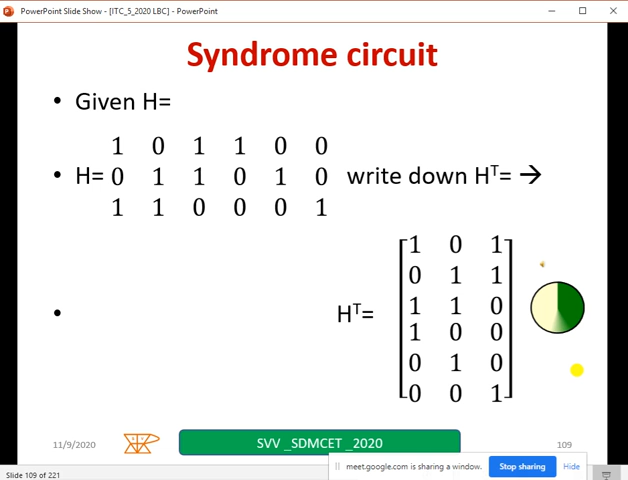 PowerPoint Slide Show - [ITC_5_2020 LBC] - PowerPoint
Syndrome circuit
• Given H=
1 0 1 1 0 0
• H= 0 1 1 0 1 0 write down Hᵀ= →
1 1 0 0 0 1
•
Hᵀ=
1 0 1
0 1 1
1 1 0
1 0 0
0 1 0
0 0 1
11/9/2020
SVV _SDMCET _2020
109
meet.google.com is sharing a window.
Stop sharing
Hide
Slide 109 of 221